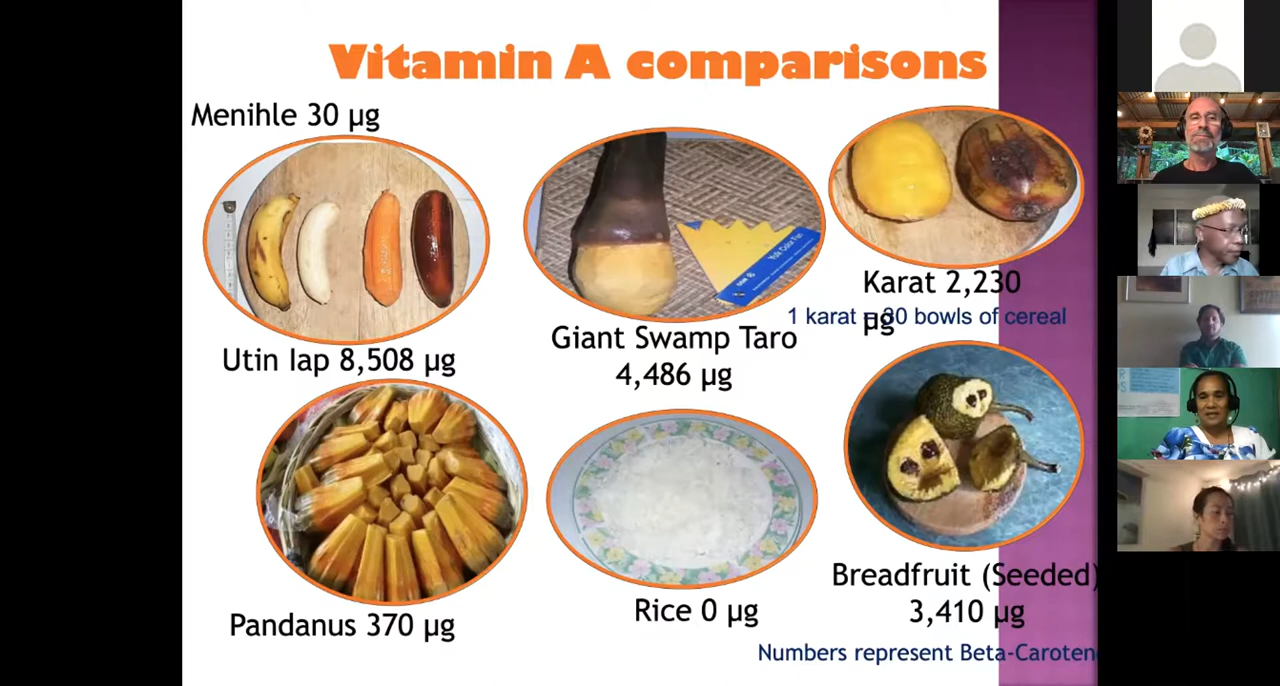 Vitamin A comparisons
Menihle 30 µg
Utin Iap 8,508 µg
Giant Swamp Taro
4,486 µg
Karat 2,230
µg
1 karat = 30 bowls of cereal
Pandanus 370 µg
Rice 0 µg
Breadfruit (Seeded)
3,410 µg
Numbers represent Beta-Caroten